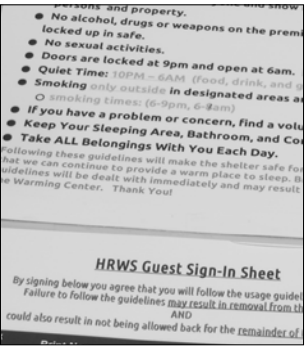 persons and property.
● No alcohol, drugs or weapons on the premi
locked up in safe.
● No sexual activities.
● Doors are locked at 9pm and open at 6am.
● Quiet Time: 10PM – 6AM (food, drink, and
● Smoking only outside in designated areas a
O smoking times: (6-9pm, 6-8am)
● If you have a problem or concern, find a volu
● Keep Your Sleeping Area, Bathroom, and Co
● Take ALL Belongings With You Each Day.
Following these guidelines will make the shelter safe for
that we can continue to provide a warm place to sleep. B
uidelines will be dealt with immediately and may result
he Warming Center. Thank You!
HRWS Guest Sign-In Sheet
By signing below you agree that you will follow the usage guidel
Failure to follow the guidelines may result in removal from th
AND
could also result in not being allowed back for the remainder of